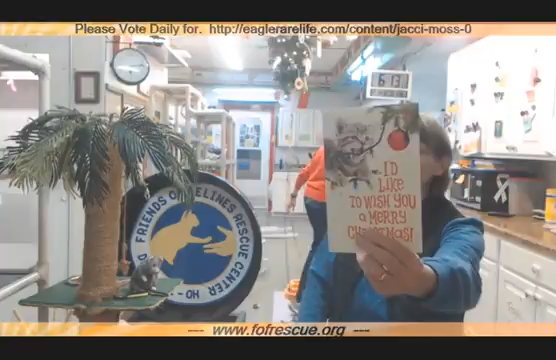 Please Vote Daily for. http://eaglerarelife.com/content/jacci-moss-0
6 13
I'D
LIKE
TO WISH YOU
a MERRY
CHRISTMAS!
FRIENDS OF FELINES RESCUE CENTER
--- www.fofrescue.org ---